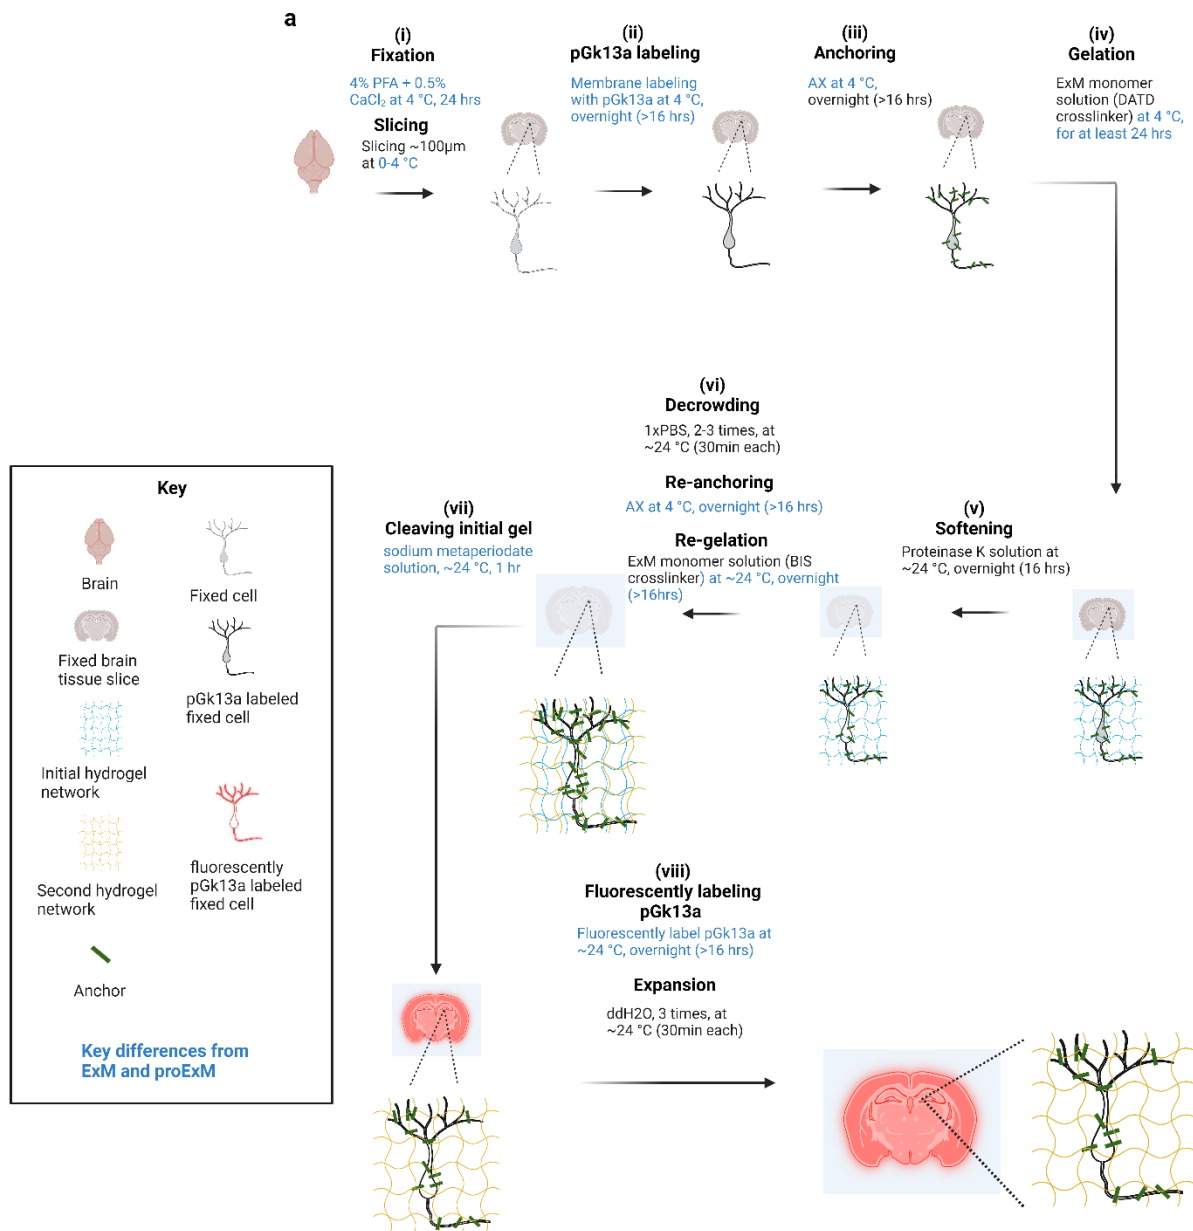 a
(i)
Fixation
4% PFA + 0.5%
CaCl₂ at 4 °C, 24 hrs
Slicing
Slicing ~100µm
at 0-4 °C
(ii)
pGk13a labeling
Membrane labeling
with pGk13a at 4 °C,
overnight (>16 hrs)
(iii)
Anchoring
AX at 4 °C,
overnight (>16 hrs)
(iv)
Gelation
ExM monomer
solution (DATD
crosslinker) at 4 °C,
for at least 24 hrs
(v)
Softening
Proteinase K solution at
~24 °C, overnight (16 hrs)
(vi)
Decrowding
1xPBS, 2-3 times, at
~24 °C (30min each)
Re-anchoring
AX at 4 °C, overnight (>16 hrs)
Re-gelation
ExM monomer solution (BIS
crosslinker) at ~24 °C, overnight
(>16hrs)
(vii)
Cleaving initial gel
sodium metaperiodate
solution, ~24 °C, 1 hr
(viii)
Fluorescently labeling
pGk13a
Fluorescently label pGk13a at
~24 °C, overnight (>16 hrs)
Expansion
ddH2O, 3 times, at
~24 °C (30min each)
Key
Brain
Fixed cell
Fixed brain
tissue slice
pGk13a labeled
fixed cell
Initial hydrogel
network
fluorescently
pGk13a labeled
fixed cell
Second hydrogel
network
Anchor
Key differences from
ExM and proExM